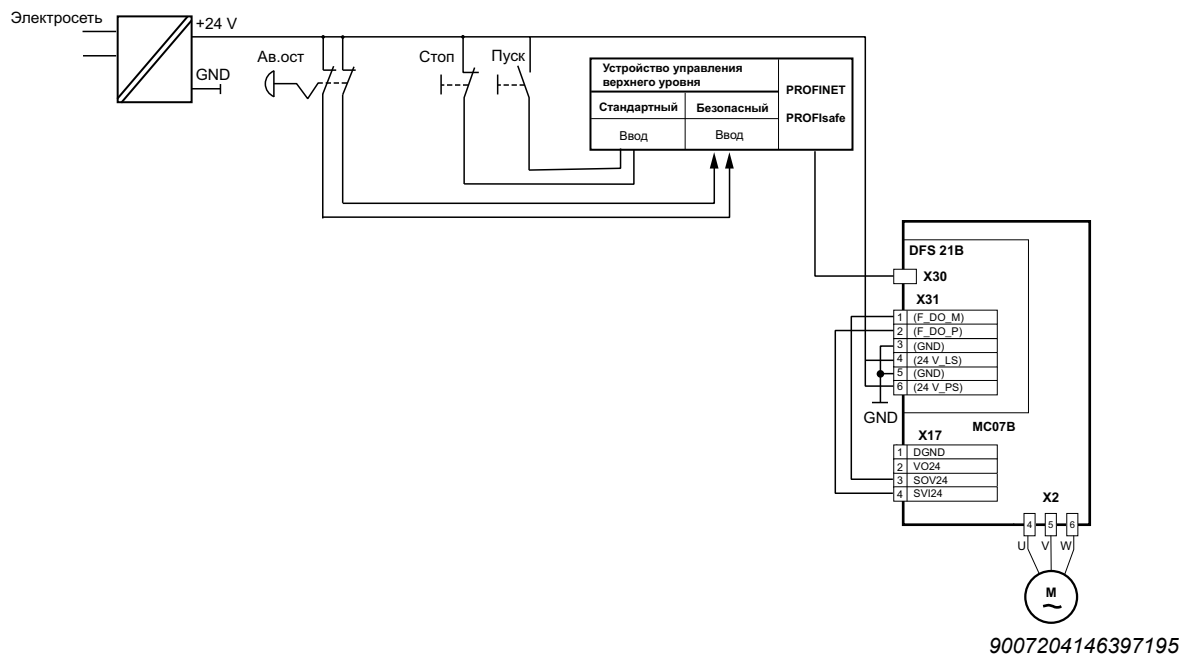 Электросеть
+24 V
GND
Ав.ост
Стоп
Пуск
Устройство управления
верхнего уровня
Стандартный
Безопасный
Ввод
Ввод
PROFINET
PROFIsafe
DFS 21B
X30
X31
1 (F_DO_M)
2 (F_DO_P)
3 (GND)
4 (24 V_LS)
5 (GND)
6 (24 V_PS)
GND
MC07B
X17
1 DGND
2 VO24
3 SOV24
4 SVI24
X2
4 5 6
U V W
M
9007204146397195